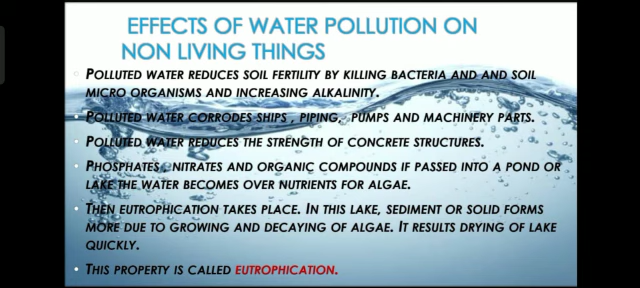 EFFECTS OF WATER POLLUTION ON
NON LIVING THINGS
POLLUTED WATER REDUCES SOIL FERTILITY BY KILLING BACTERIA AND AND SOIL
MICRO ORGANISMS AND INCREASING ALKALINITY.
POLLUTED WATER CORRODES SHIPS , PIPING, PUMPS AND MACHINERY PARTS.
POLLUTED WATER REDUCES THE STRENGTH OF CONCRETE STRUCTURES.
PHOSPHATES, NITRATES AND ORGANIC COMPOUNDS IF PASSED INTO A POND OR
LAKE THE WATER BECOMES OVER NUTRIENTS FOR ALGAE.
THEN EUTROPHICATION TAKES PLACE. IN THIS LAKE, SEDIMENT OR SOLID FORMS
MORE DUE TO GROWING AND DECAYING OF ALGAE. IT RESULTS DRYING OF LAKE
QUICKLY.
THIS PROPERTY IS CALLED EUTROPHICATION.